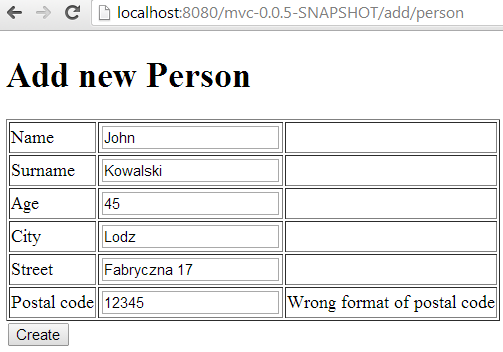 localhost:8080/mvc-0.0.5-SNAPSHOT/add/person
Add new Person
Name John
Surname Kowalski
Age 45
City Lodz
Street Fabryczna 17
Postal code 12345 Wrong format of postal code
Create